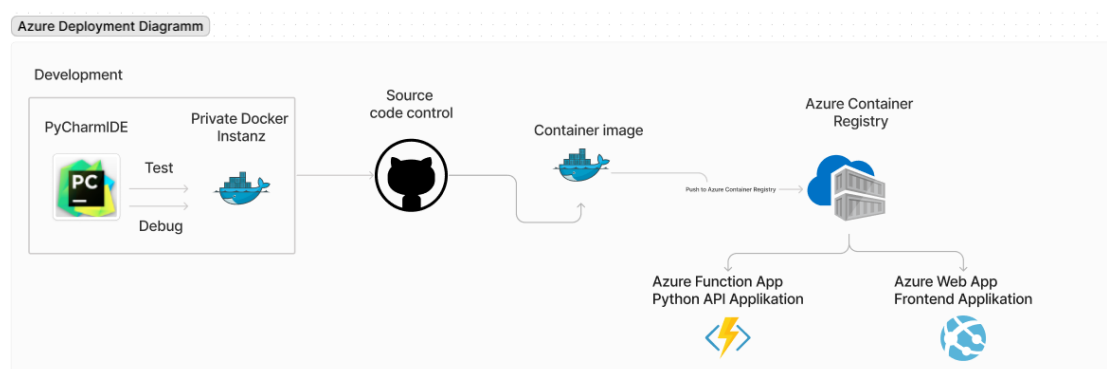 Azure Deployment Diagramm
Development
PyCharmIDE
PC
Test
Debug
Private Docker
Instanz
Source
code control
Container image
Push to Azure Container Registry
Azure Container
Registry
Azure Function App
Python API Applikation
Azure Web App
Frontend Applikation